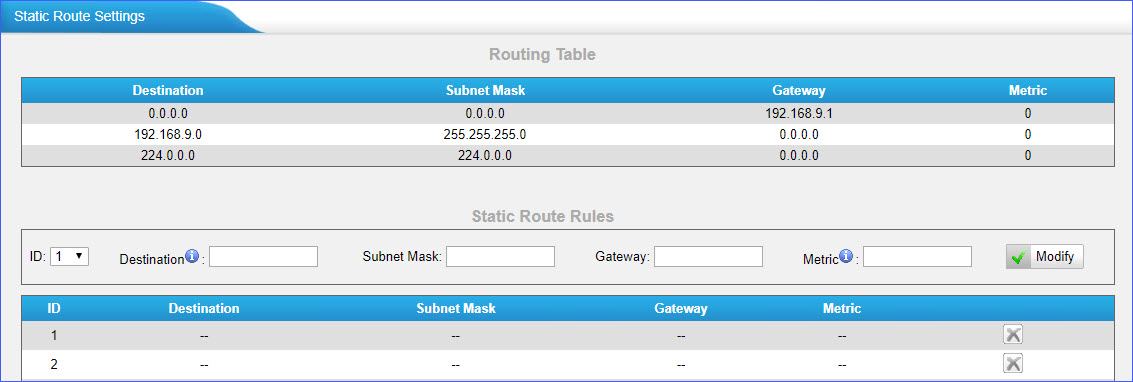 Static Route Settings
Routing Table
Destination Subnet Mask Gateway Metric
0.0.0.0 0.0.0.0 192.168.9.1 0
192.168.9.0 255.255.255.0 0.0.0.0 0
224.0.0.0 224.0.0.0 0.0.0.0 0
Static Route Rules
ID: 1 Destination : Subnet Mask: Gateway: Metric : Modify
ID Destination Subnet Mask Gateway Metric
1 -- -- -- --
2 -- -- -- --